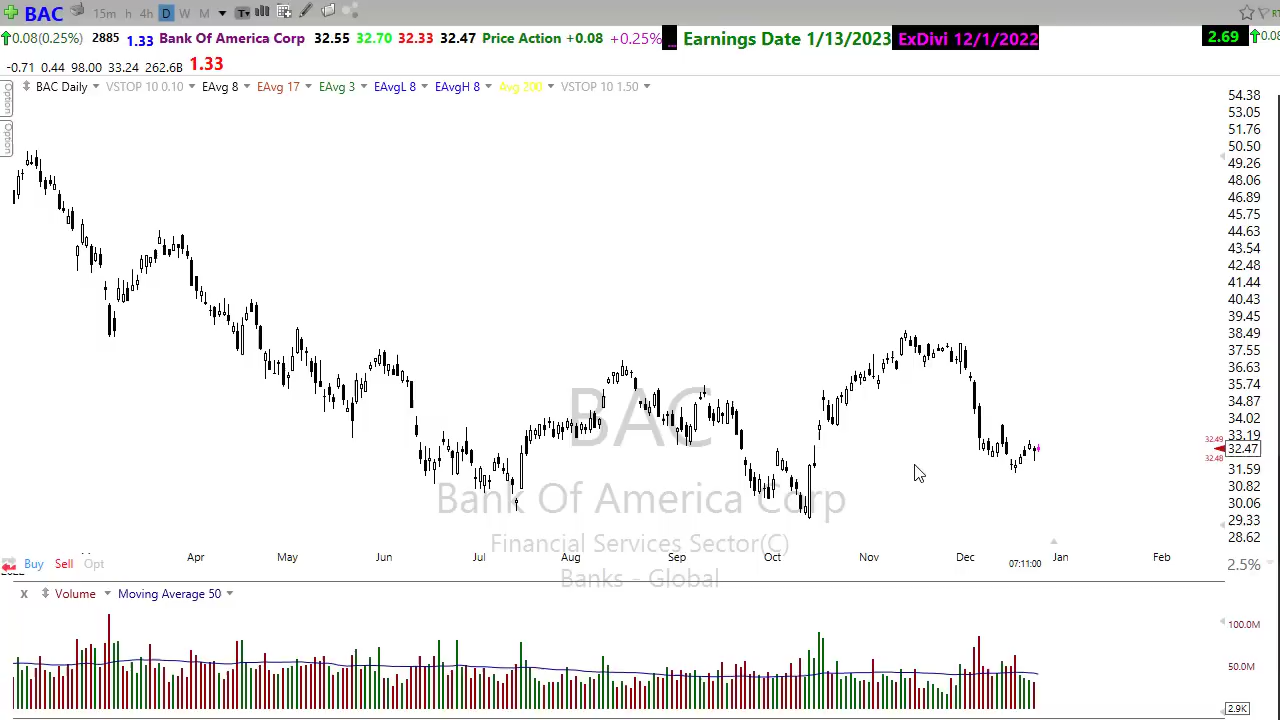 BAC 15m h 4h D W M T
0.08(0.25%) 2885 1.33 Bank Of America Corp 32.55 32.70 32.33 32.47 Price Action +0.08 +0.25% Earnings Date 1/13/2023 ExDivi 12/1/2022 2.69
-0.71 0.44 98.00 33.24 262.6B 1.33
BAC Daily VSTOP 10 0.10 EAvg 8 EAvg 17 EAvg 3 EAvgL 8 EAvgH 8 Avg 200 VSTOP 10 1.50
Option
Option
54.38
53.05
51.76
50.50
49.26
48.06
46.89
45.75
44.63
43.54
42.48
41.44
40.43
39.45
38.49
37.55
36.63
35.74
34.87
34.02
33.19
32.49
32.47
32.48
31.59
30.82
30.06
29.33
28.62
BAC
Bank Of America Corp
Financial Services Sector(C)
Banks - Global
Apr May Jun Jul Aug Sep Oct Nov Dec Jan Feb
Buy Sell Opt 07:11:00 2.5%
x Volume Moving Average 50
100.0M
50.0M
2.9K